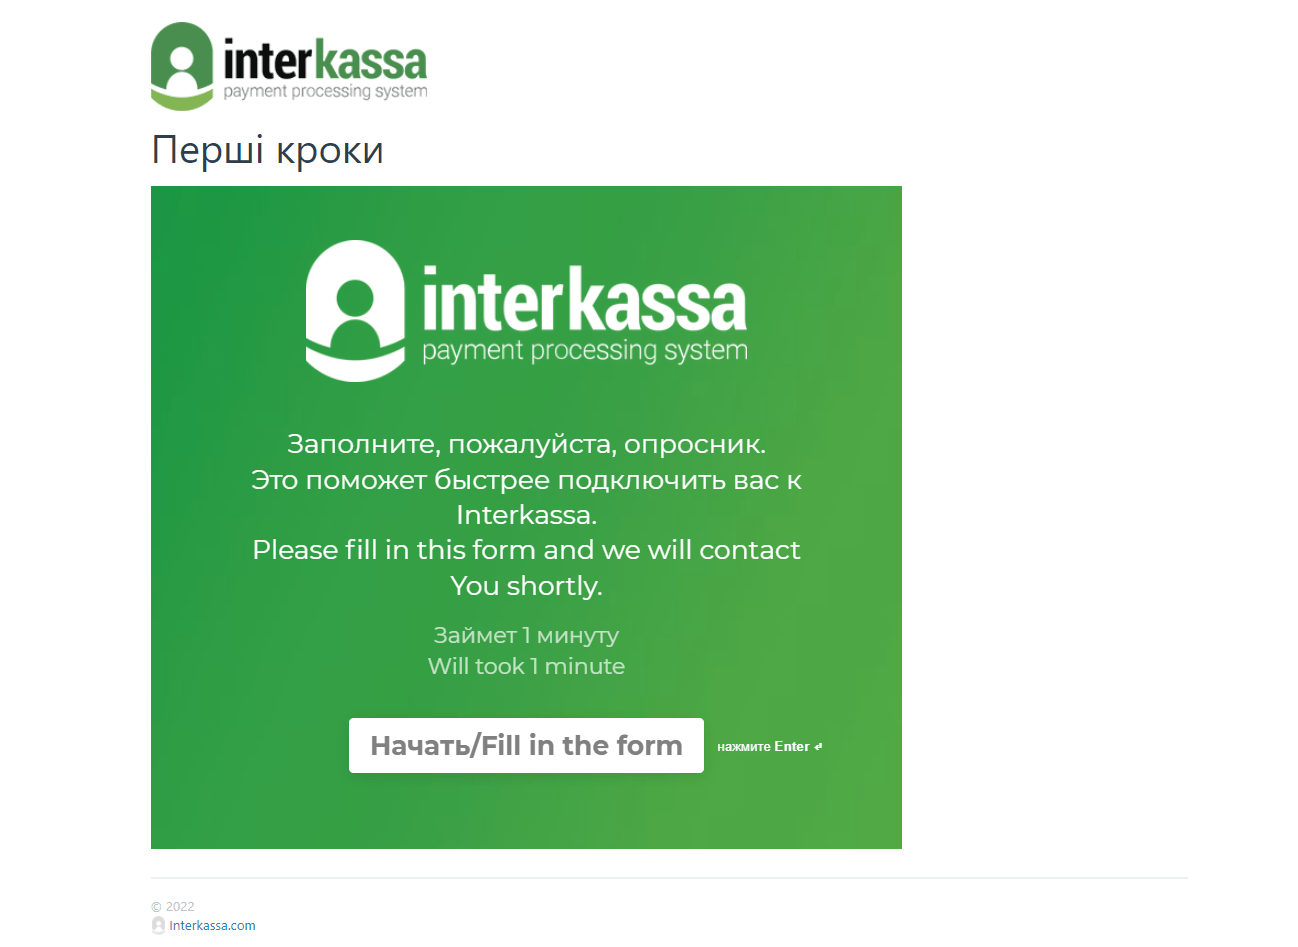 interkassa
payment processing system
Перші кроки
interkassa
payment processing system
Заполните, пожалуйста, опросник.
Это поможет быстрее подключить вас к
Interkassa.
Please fill in this form and we will contact
You shortly.
Займет 1 минуту
Will took 1 minute
Начать/Fill in the form
нажмите Enter ↵
© 2022
Interkassa.com